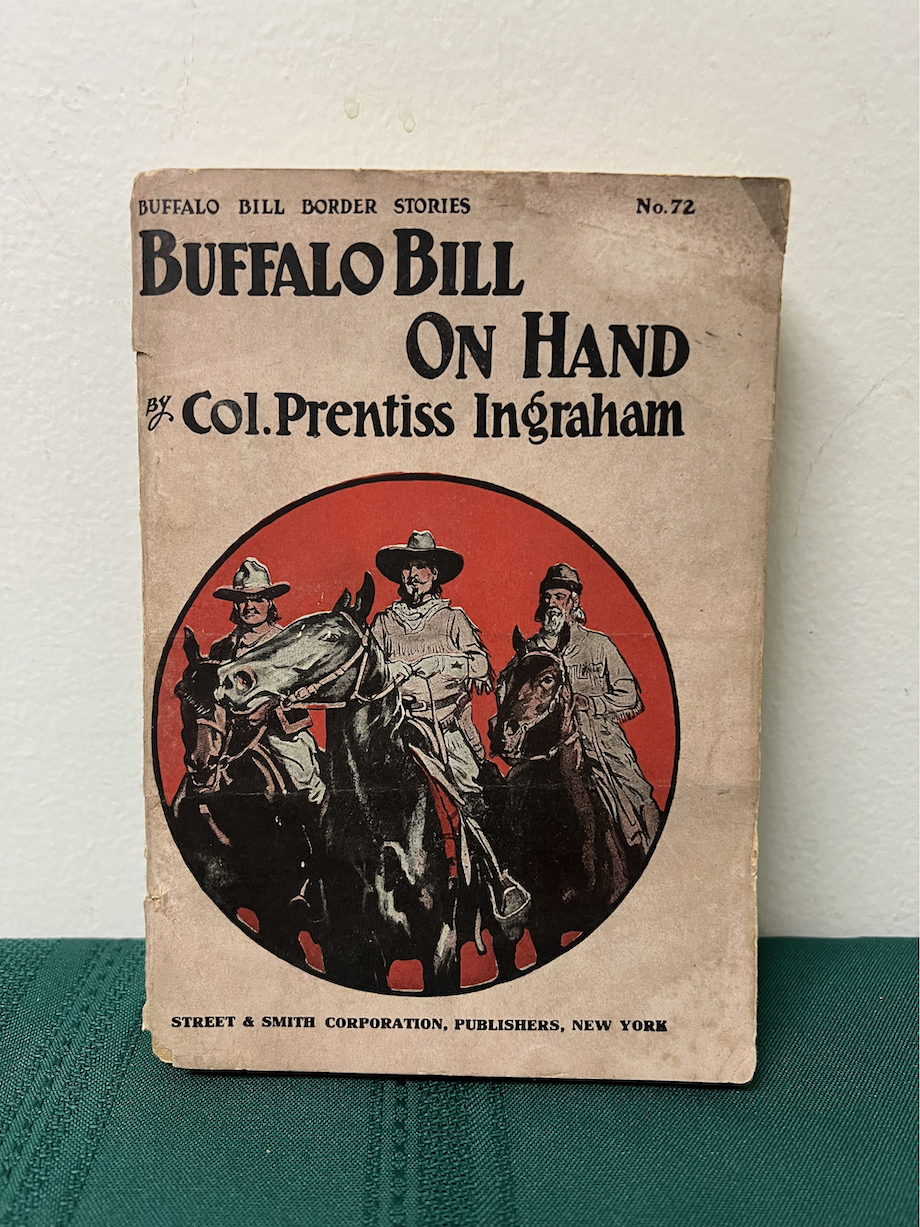 BUFFALO BILL BORDER STORIES No. 72
BUFFALO BILL
ON HAND
BY Col. Prentiss Ingraham
STREET & SMITH CORPORATION, PUBLISHERS, NEW YORK